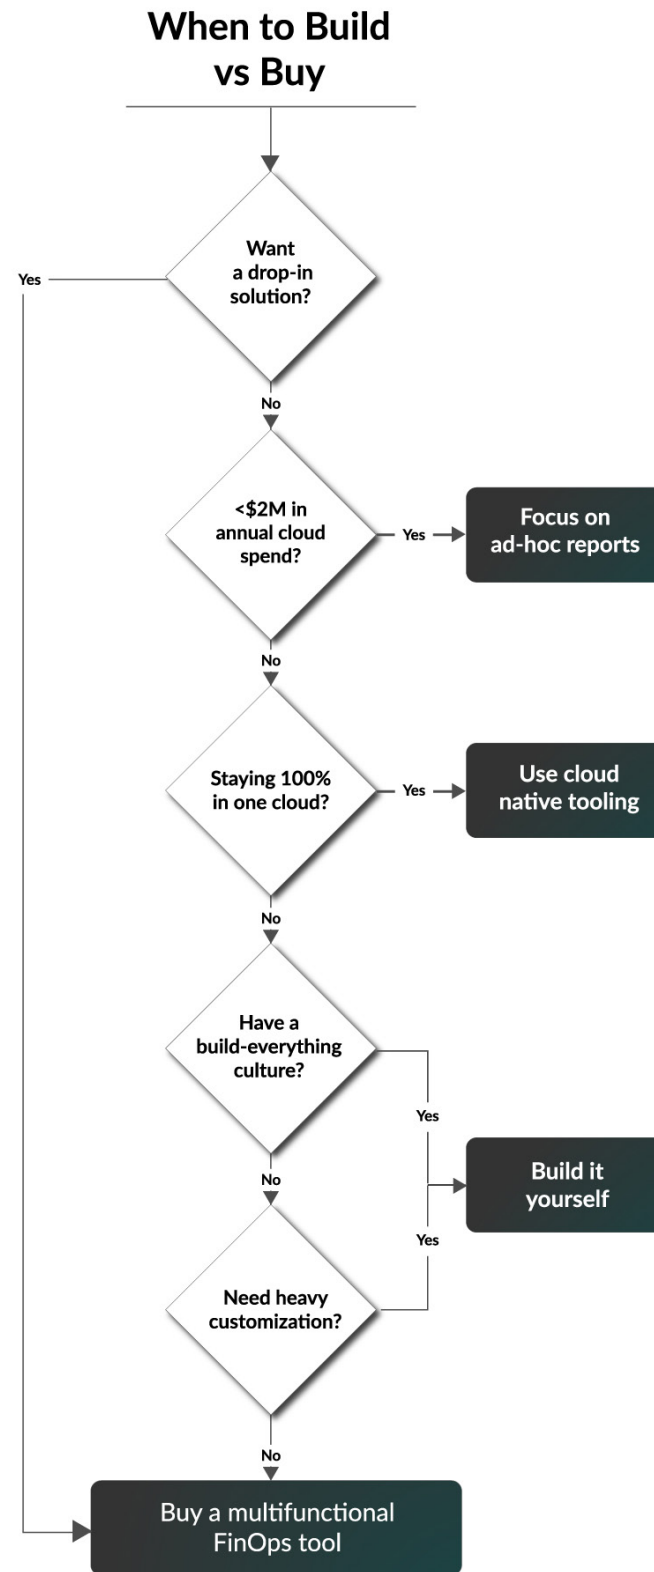 When to Build
vs Buy
Want
a drop-in
solution?
Yes
No
<$2M in
annual cloud
spend?
Yes
Focus on
ad-hoc reports
No
Staying 100%
in one cloud?
Yes
Use cloud
native tooling
No
Have a
build-everything
culture?
Yes
No
Build it
yourself
Yes
Need heavy
customization?
No
Buy a multifunctional
FinOps tool